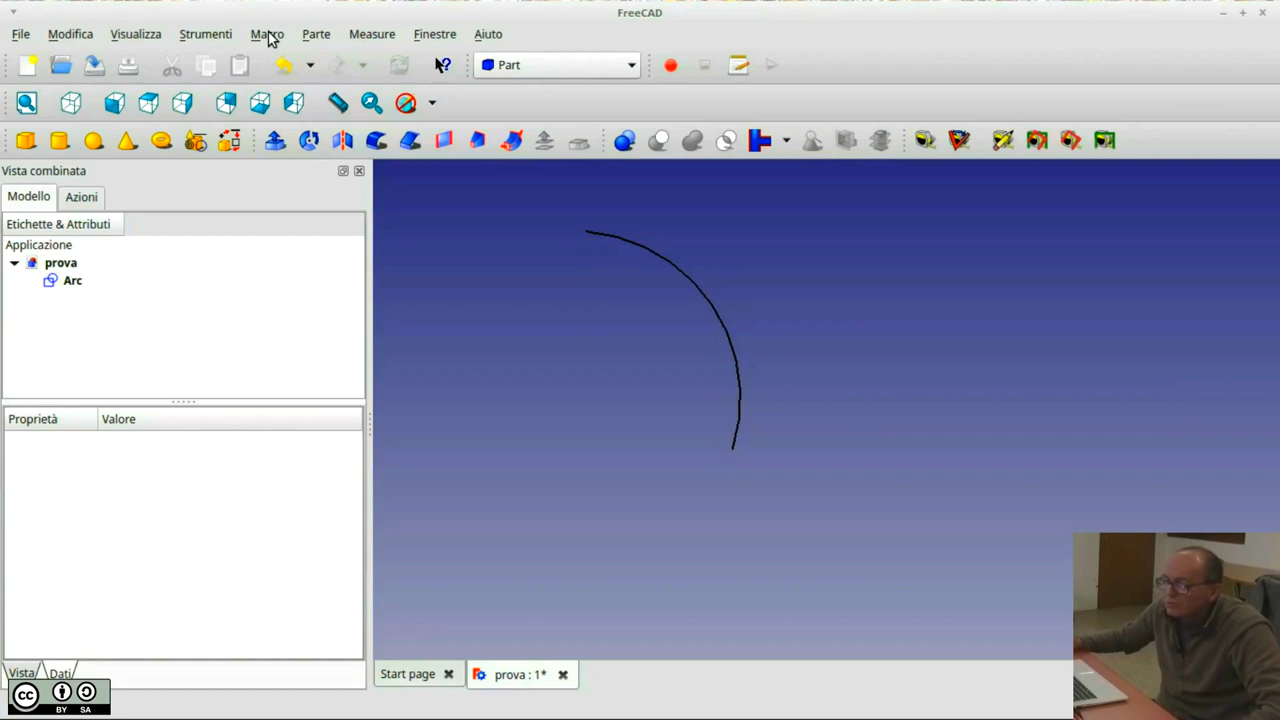 FreeCAD
File Modifica Visualizza Strumenti Macro Parte Measure Finestre Aiuto
Part
Vista combinata
Modello Azioni
Etichette & Attributi
Applicazione
prova
Arc
Proprietà Valore
Vista Dati
Start page prova : 1*
cc BY SA